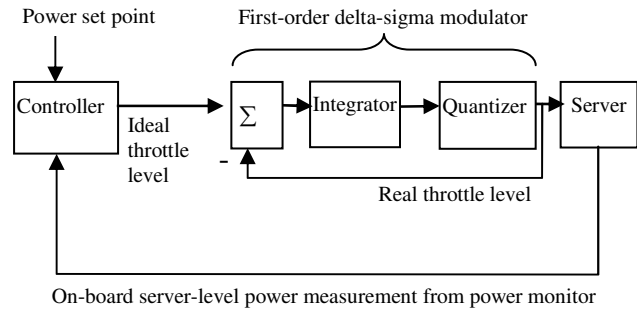 Power set point
First-order delta-sigma modulator
Controller
Ideal
throttle
level
Σ
-
Integrator
Quantizer
Server
Real throttle level
On-board server-level power measurement from power monitor